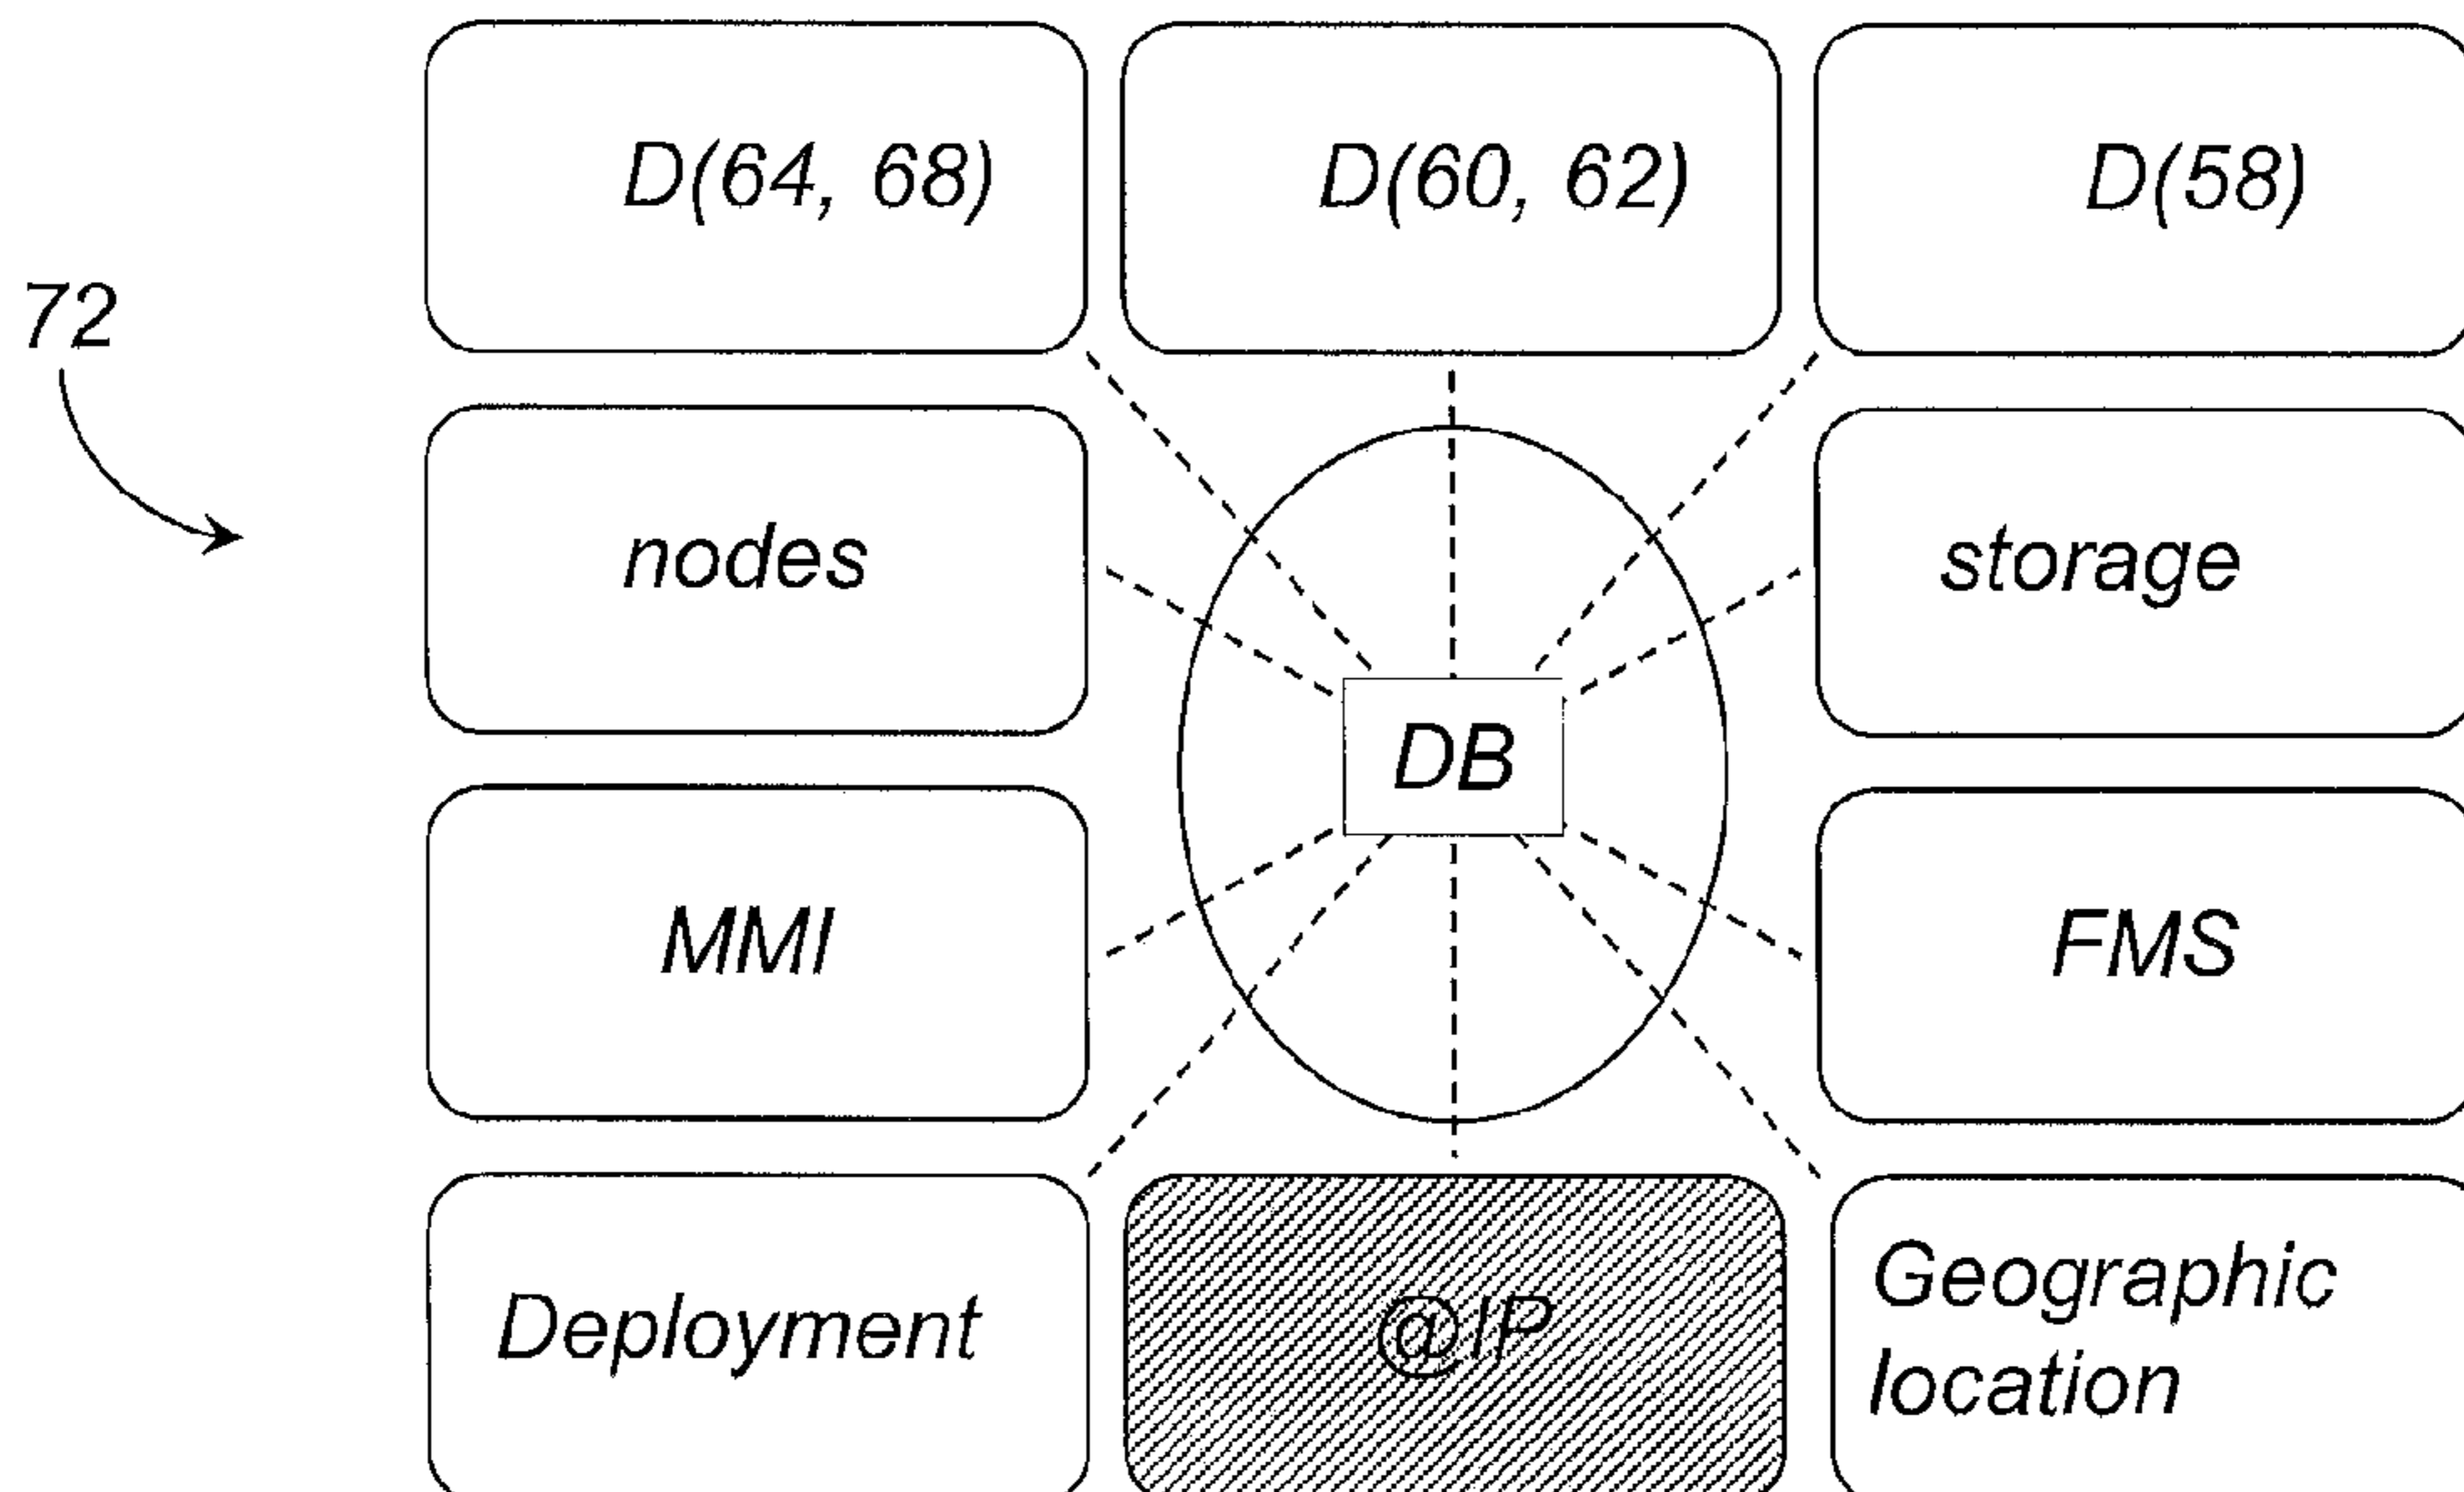 D(64, 68)
D(60, 62)
D(58)
72
nodes
storage
DB
MMI
FMS
Deployment
@IP
Geographic
location